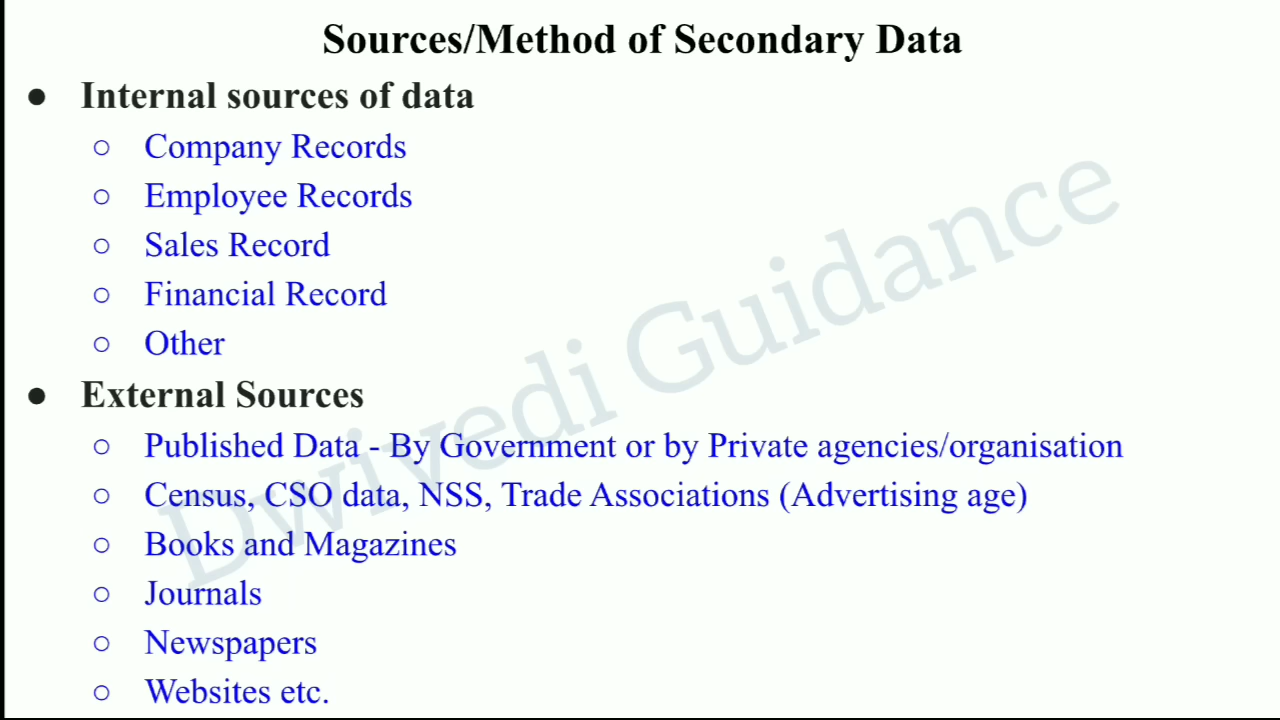 Sources/Method of Secondary Data
● Internal sources of data
○ Company Records
○ Employee Records
○ Sales Record
○ Financial Record
○ Other
● External Sources
○ Published Data - By Government or by Private agencies/organisation
○ Census, CSO data, NSS, Trade Associations (Advertising age)
○ Books and Magazines
○ Journals
○ Newspapers
○ Websites etc.
Dwivedi Guidance